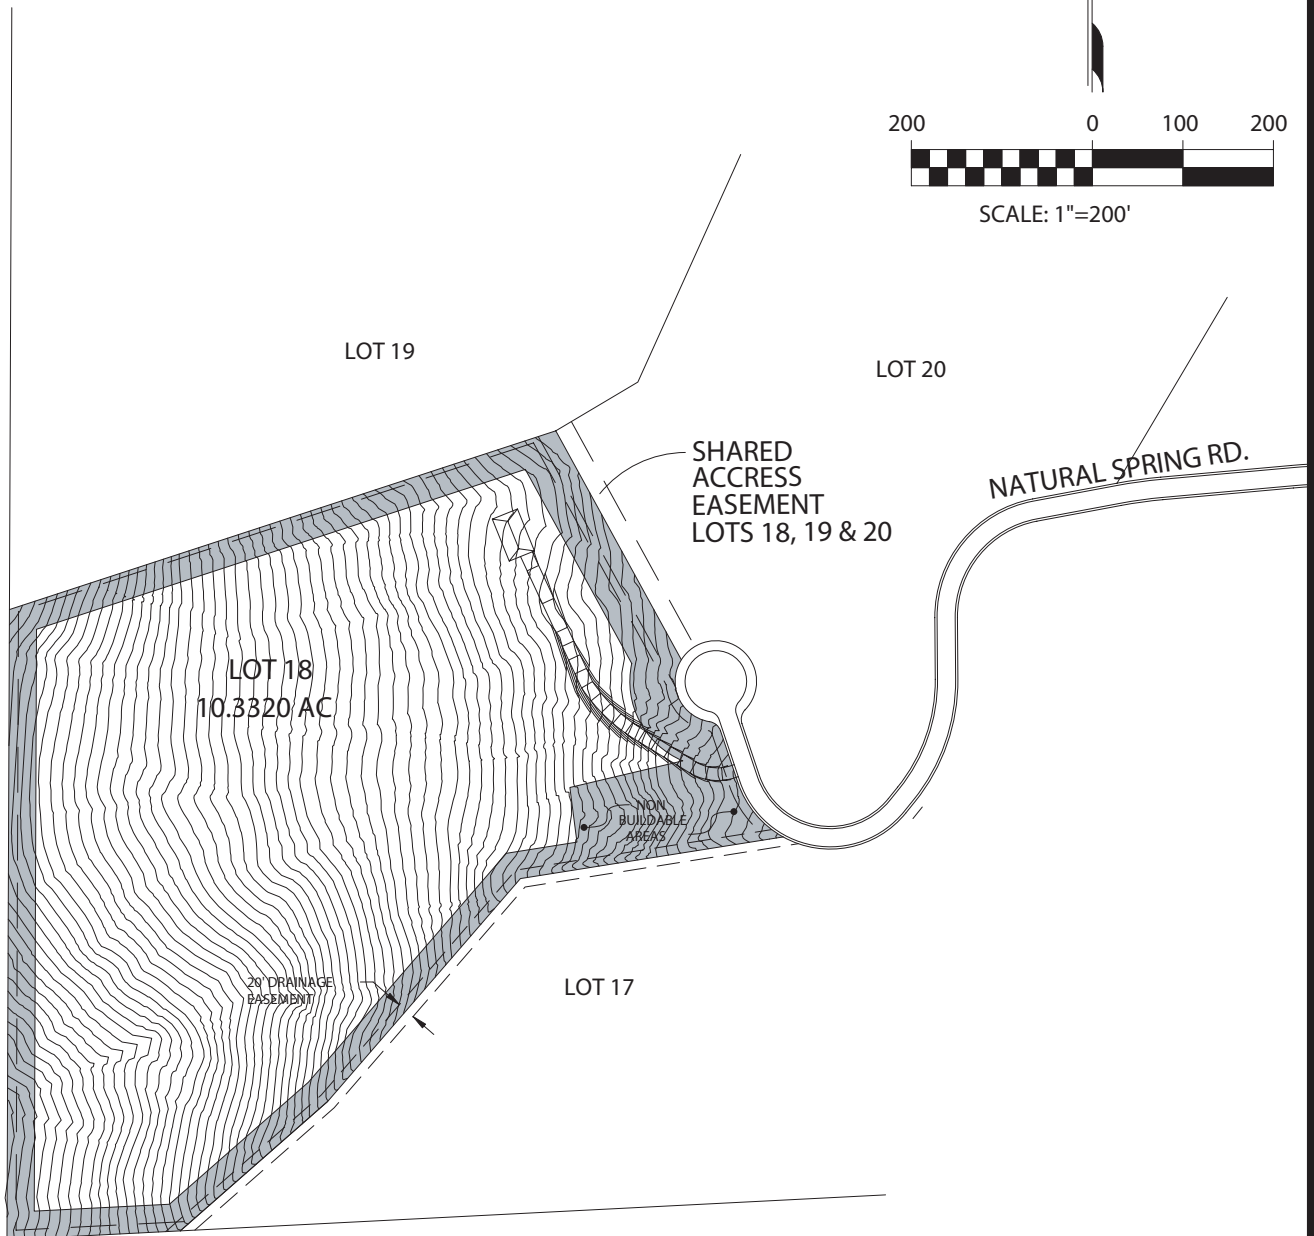 200 0 100 200
SCALE: 1"=200'
LOT 19
LOT 20
SHARED
ACCRESS
EASEMENT
LOTS 18, 19 & 20
NATURAL SPRING RD.
LOT 18
10.3320 AC
NON
BUILDABLE
AREAS
20' DRAINAGE
EASEMENT
LOT 17